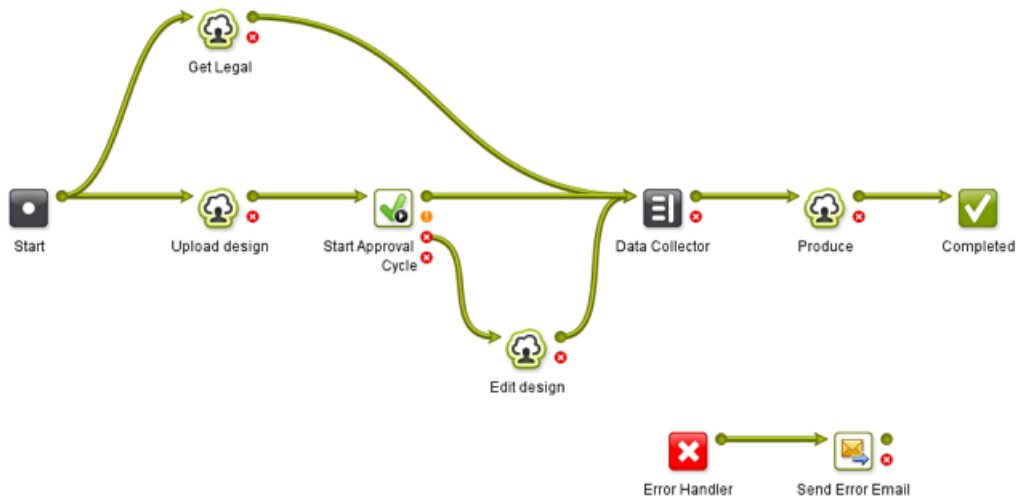 Get Legal
Start
Upload design
Start Approval
Cycle
Data Collector
Produce
Completed
Edit design
Error Handler
Send Error Email